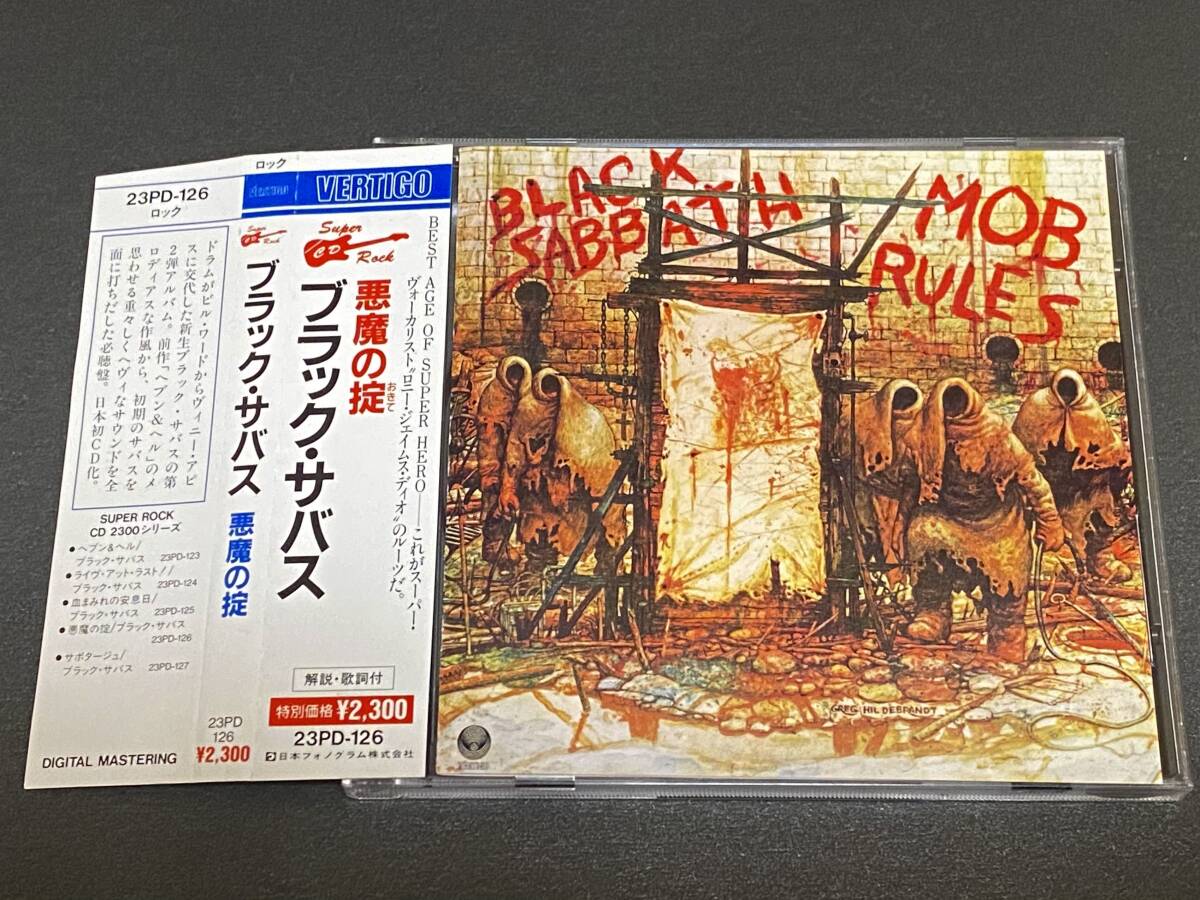 23PD-126
ロック
ドラムがビル・ワードからヴィニー・アピ
スに交代した新生ブラック・サバスの第
2弾アルバム。前作「ヘブン&ヘル」のメ
ロディアスな作風から、初期のサバスを
思わせる重々しくヘヴィなサウンドを全
面に打ちだした必聴盤。日本初CD化。
SUPER ROCK
CD 2300シリーズ
●ヘブン&ヘル/
ブラック・サバス 23PD-123
●ライヴ・アット・ラスト!/
ブラック・サバス 23PD-124
●血まみれの安息日/
ブラック・サバス 23PD-125
●悪魔の掟/ブラック・サバス
23PD-126
●サボタージュ/
ブラック・サバス 23PD-127
DIGITAL MASTERING
ロック
Super
CD
Rock
ブラック・サバス
悪魔の掟
23PD
126
¥2,300
VERTIGO
Super
CD
Rock
悪魔の掟
おきて
ブラック・サバス
BEST AGE OF SUPER HERO——これがスーパー・
ヴォーカリスト"ロニー・ジェイムス・ディオ"のルーツだ。
解説・歌詞付
特別価格 ¥2,300
23PD-126
日本フォノグラム株式会社
BLACK
SABBATH
MOB
RULES
GREG HILDEBRANDT